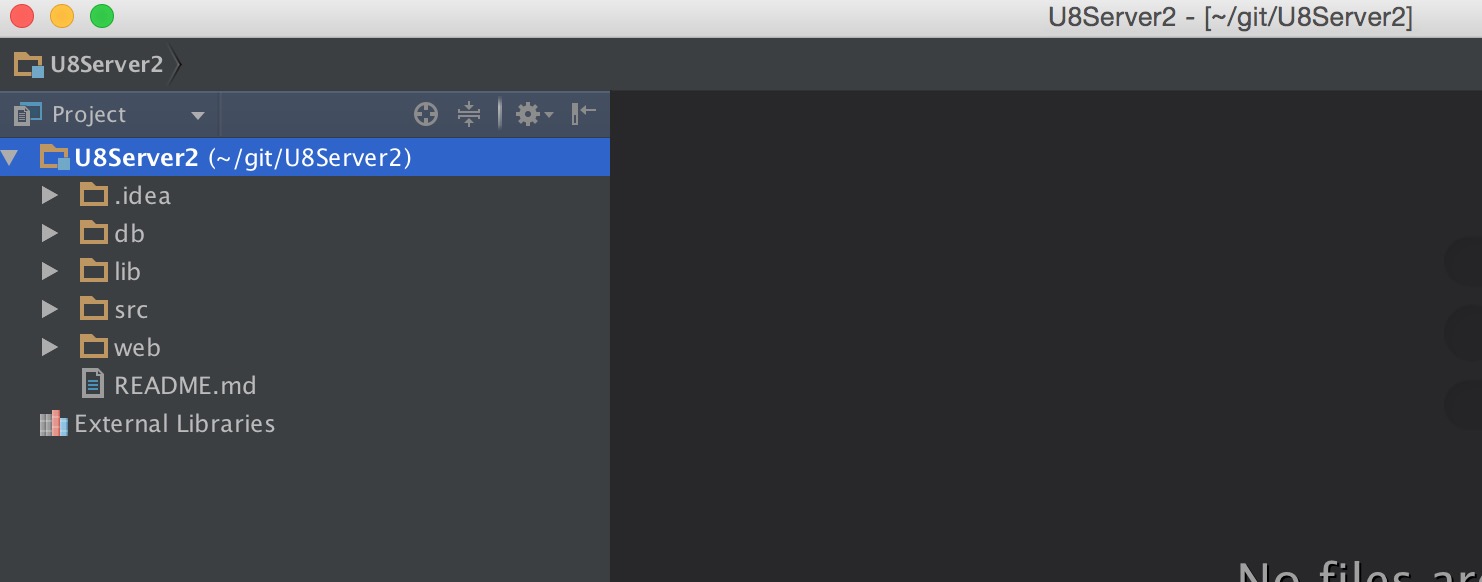 U8Server2 - [~/git/U8Server2]
U8Server2
Project
U8Server2 (~/git/U8Server2)
.idea
db
lib
src
web
README.md
External Libraries
No files ar